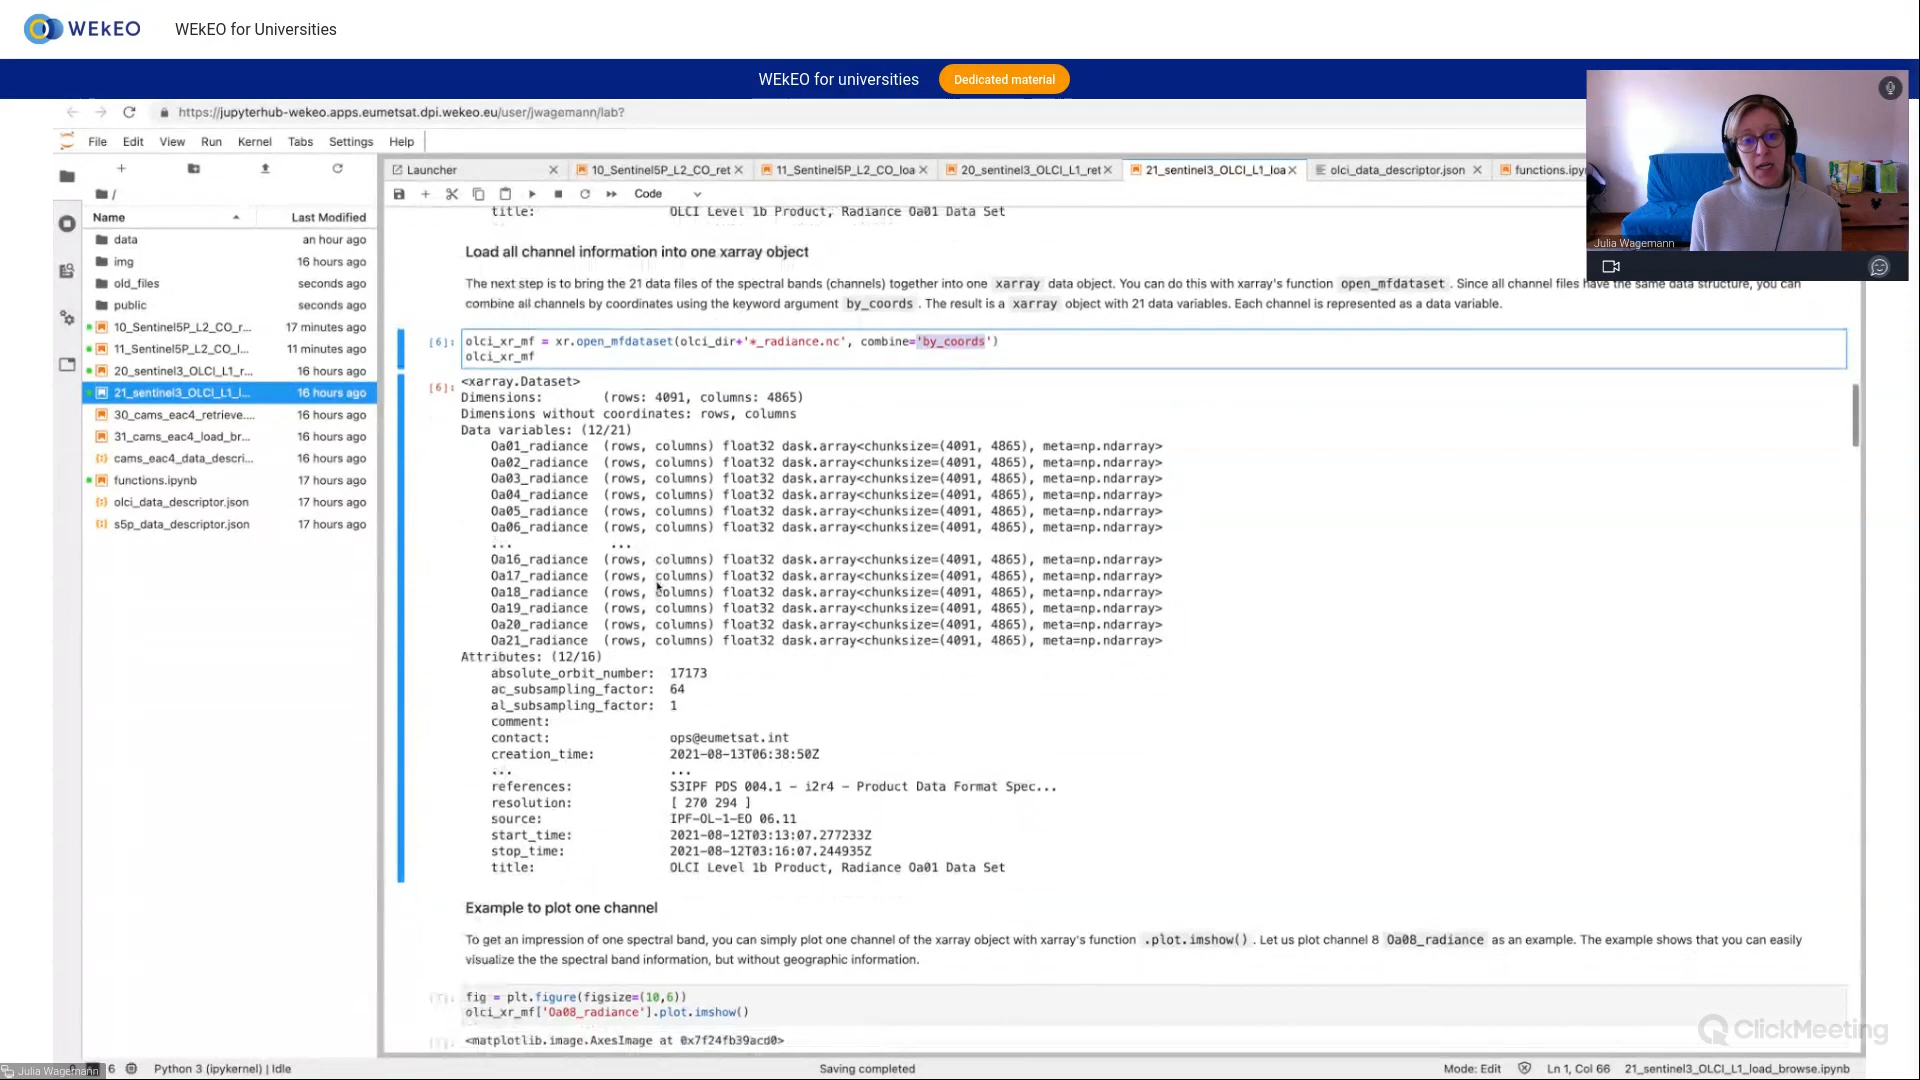 WEkEO
WEkEO for Universities
WEkEO for universities
Dedicated material
https://jupyterhub-wekeo.apps.eumetsat.dpi.wekeo.eu/user/jwagemann/lab?
File Edit View Run Kernel Tabs Settings Help
Launcher
10_Sentinel5P_L2_CO_ret
11_Sentinel5P_L2_CO_loa
20_sentinel3_OLCI_L1_ret
21_sentinel3_OLCI_L1_loa
olci_data_descriptor.json
functions.ipyn
Code
/
Name Last Modified
data an hour ago
img 16 hours ago
old_files seconds ago
public seconds ago
10_Sentinel5P_L2_CO_r... 17 minutes ago
11_Sentinel5P_L2_CO_l... 11 minutes ago
20_sentinel3_OLCI_L1_r... 16 hours ago
21_sentinel3_OLCI_L1_l... 16 hours ago
30_cams_eac4_retrieve.... 16 hours ago
31_cams_eac4_load_br... 16 hours ago
cams_eac4_data_descri... 16 hours ago
functions.ipynb 17 hours ago
olci_data_descriptor.json 17 hours ago
s5p_data_descriptor.json 17 hours ago
title: OLCI Level 1b Product, Radiance Oa01 Data Set
Load all channel information into one xarray object
The next step is to bring the 21 data files of the spectral bands (channels) together into one xarray data object. You can do this with xarray's function open_mfdataset . Since all channel files have the same data structure, you can
combine all channels by coordinates using the keyword argument by_coords . The result is a xarray object with 21 data variables. Each channel is represented as a data variable.
[6]: olci_xr_mf = xr.open_mfdataset(olci_dir+'*_radiance.nc', combine='by_coords')
olci_xr_mf
[6]: <xarray.Dataset>
Dimensions: (rows: 4091, columns: 4865)
Dimensions without coordinates: rows, columns
Data variables: (12/21)
Oa01_radiance (rows, columns) float32 dask.array<chunksize=(4091, 4865), meta=np.ndarray>
Oa02_radiance (rows, columns) float32 dask.array<chunksize=(4091, 4865), meta=np.ndarray>
Oa03_radiance (rows, columns) float32 dask.array<chunksize=(4091, 4865), meta=np.ndarray>
Oa04_radiance (rows, columns) float32 dask.array<chunksize=(4091, 4865), meta=np.ndarray>
Oa05_radiance (rows, columns) float32 dask.array<chunksize=(4091, 4865), meta=np.ndarray>
Oa06_radiance (rows, columns) float32 dask.array<chunksize=(4091, 4865), meta=np.ndarray>
... ...
Oa16_radiance (rows, columns) float32 dask.array<chunksize=(4091, 4865), meta=np.ndarray>
Oa17_radiance (rows, columns) float32 dask.array<chunksize=(4091, 4865), meta=np.ndarray>
Oa18_radiance (rows, columns) float32 dask.array<chunksize=(4091, 4865), meta=np.ndarray>
Oa19_radiance (rows, columns) float32 dask.array<chunksize=(4091, 4865), meta=np.ndarray>
Oa20_radiance (rows, columns) float32 dask.array<chunksize=(4091, 4865), meta=np.ndarray>
Oa21_radiance (rows, columns) float32 dask.array<chunksize=(4091, 4865), meta=np.ndarray>
Attributes: (12/16)
absolute_orbit_number: 17173
ac_subsampling_factor: 64
al_subsampling_factor: 1
comment:
contact: ops@eumetsat.int
creation_time: 2021-08-13T06:38:50Z
... ...
references: S3IPF PDS 004.1 - i2r4 - Product Data Format Spec...
resolution: [ 270 294 ]
source: IPF-OL-1-EO 06.11
start_time: 2021-08-12T03:13:07.277233Z
stop_time: 2021-08-12T03:16:07.244935Z
title: OLCI Level 1b Product, Radiance Oa01 Data Set
Example to plot one channel
To get an impression of one spectral band, you can simply plot one channel of the xarray object with xarray's function .plot.imshow() . Let us plot channel 8 Oa08_radiance as an example. The example shows that you can easily
visualize the the spectral band information, but without geographic information.
[7]: fig = plt.figure(figsize=(10,6))
olci_xr_mf['Oa08_radiance'].plot.imshow()
[7]: <matplotlib.image.AxesImage at 0x7f24fb39acd0>
Julia Wagemann
ClickMeeting
Julia Wagemann
6 Python 3 (ipykernel) | Idle Saving completed Mode: Edit Ln 1, Col 66 21_sentinel3_OLCI_L1_load_browse.ipynb